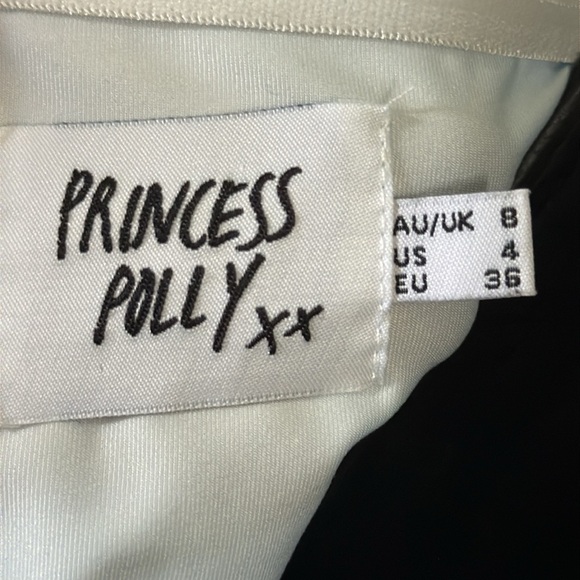 PRINCESS
POLLY xx
AU/UK 8
US 4
EU 36